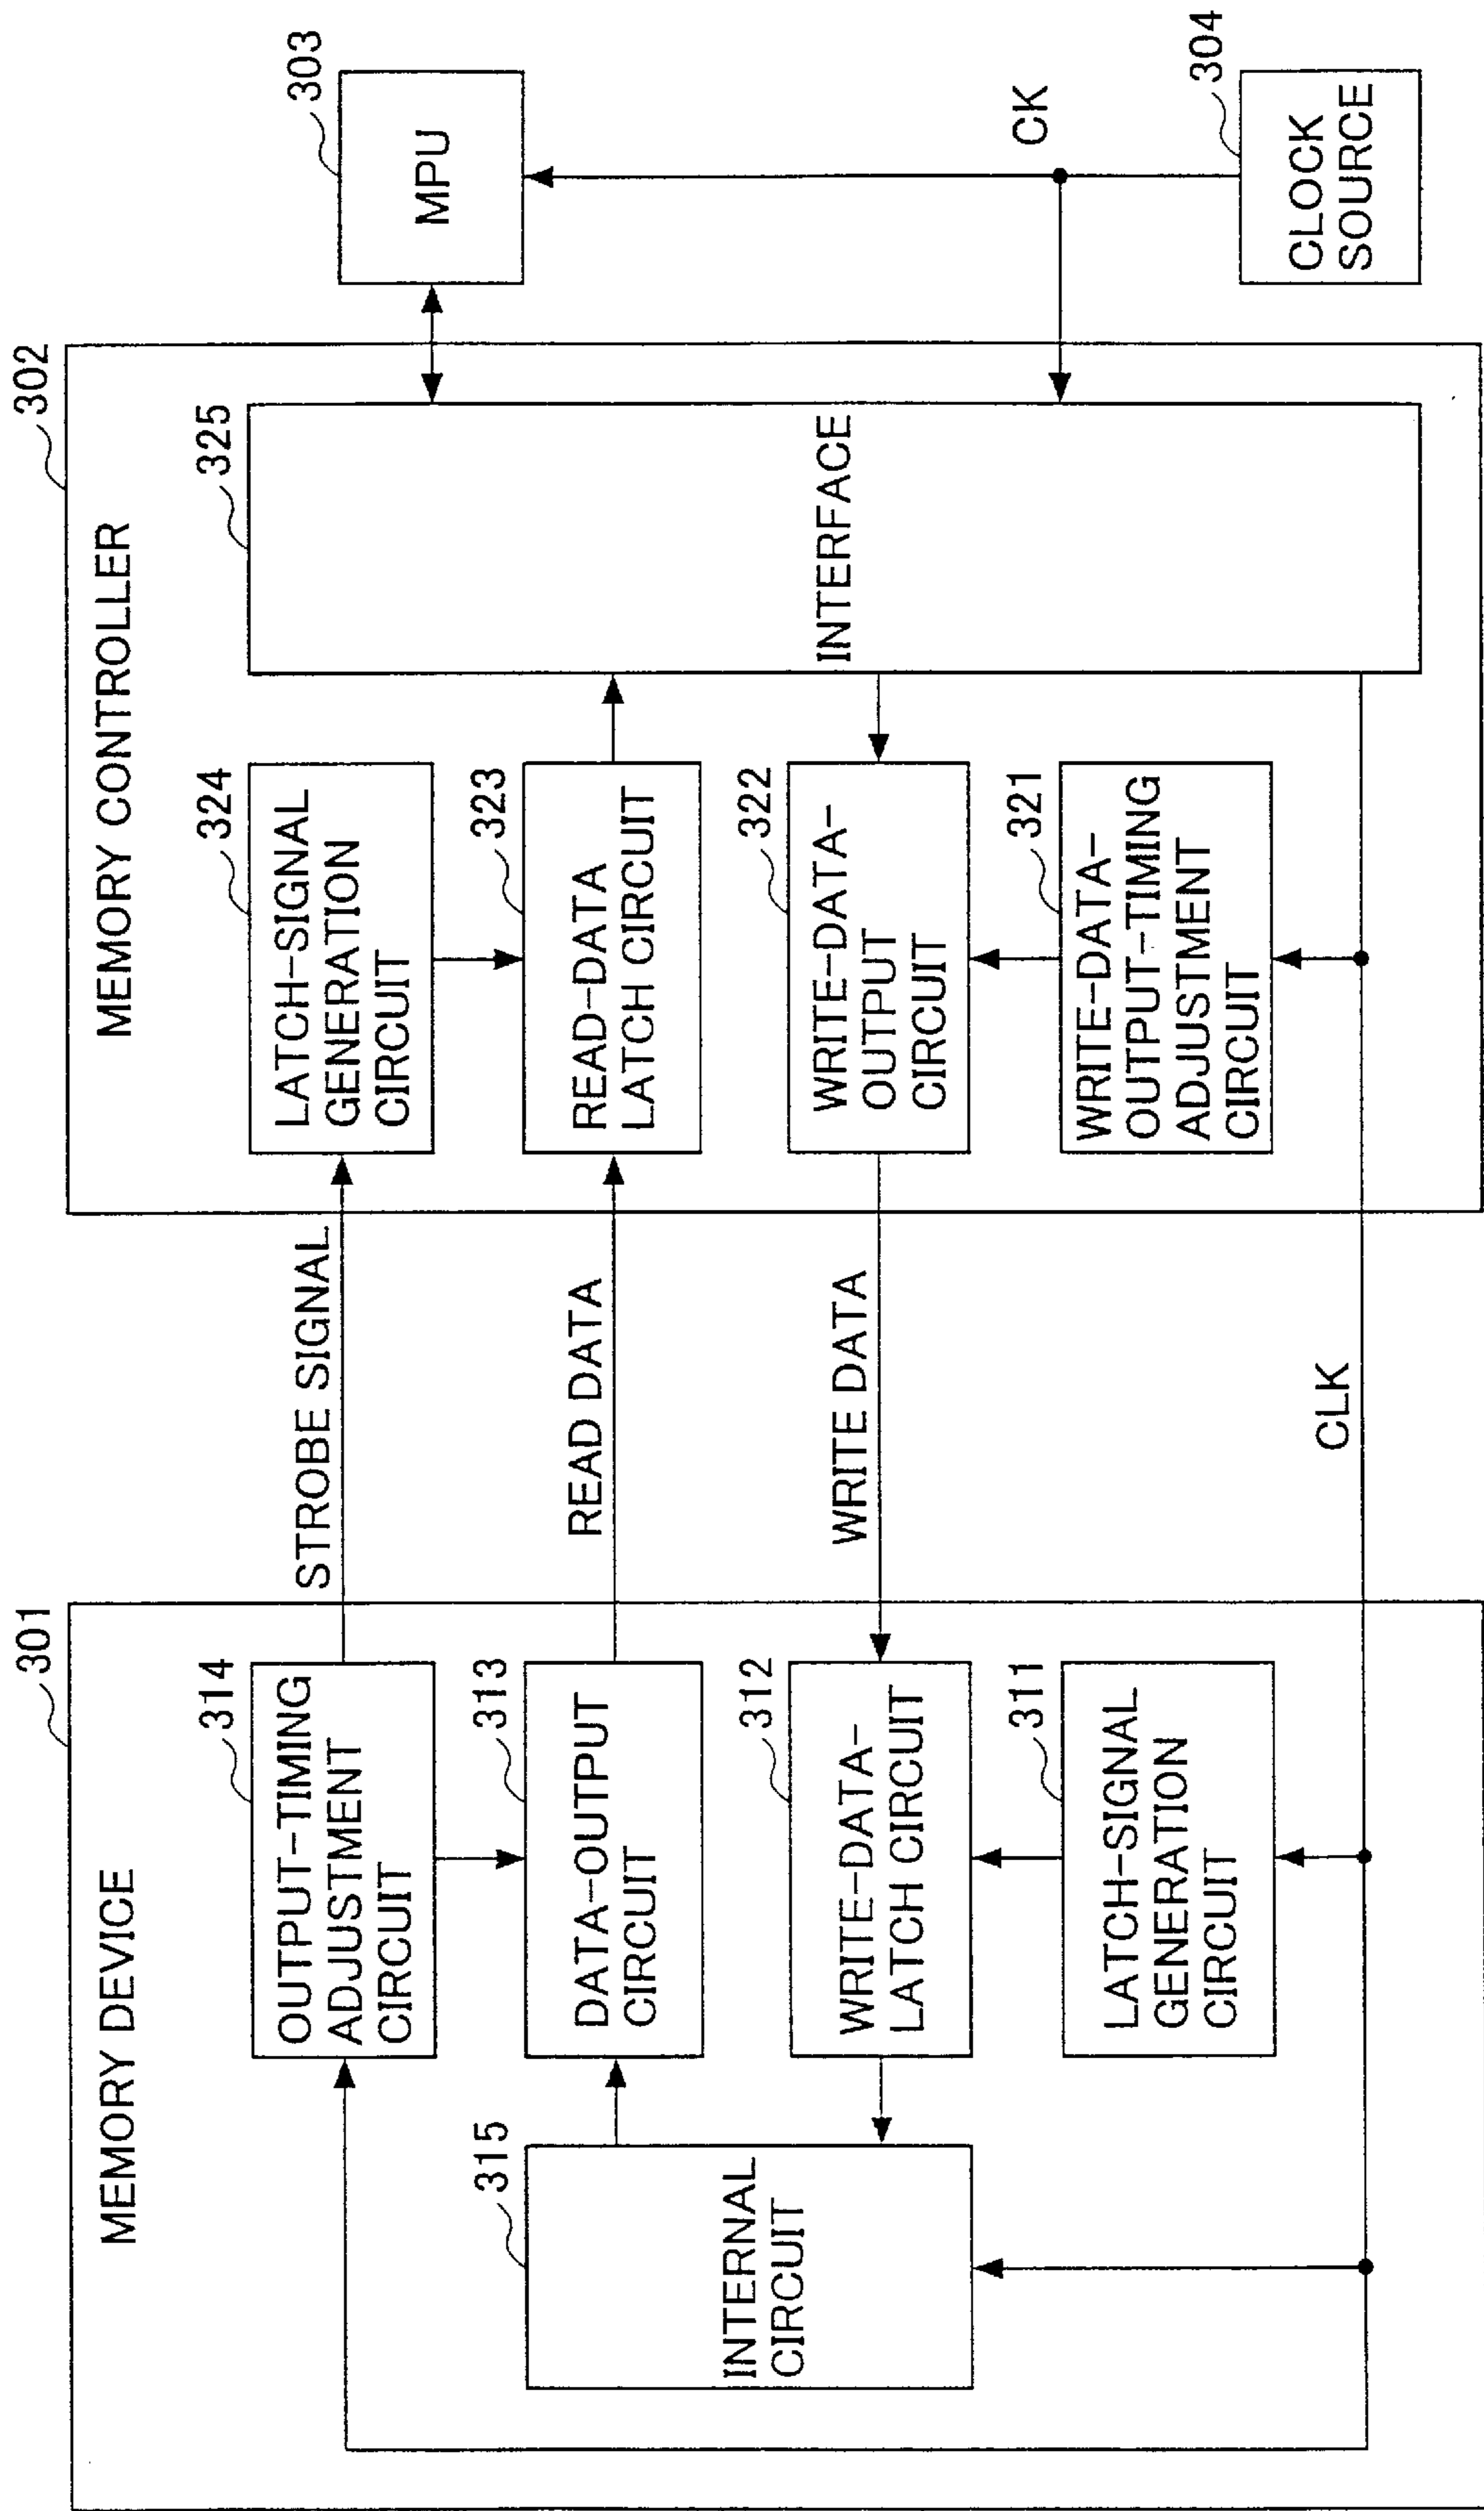 301
MEMORY DEVICE
314
OUTPUT-TIMING
ADJUSTMENT
CIRCUIT
313
DATA-OUTPUT
CIRCUIT
315
INTERNAL
CIRCUIT
312
WRITE-DATA-
LATCH CIRCUIT
311
LATCH-SIGNAL
GENERATION
CIRCUIT
STROBE SIGNAL
READ DATA
WRITE DATA
CLK
302
MEMORY CONTROLLER
324
LATCH-SIGNAL
GENERATION
CIRCUIT
323
READ-DATA
LATCH CIRCUIT
322
WRITE-DATA-
OUTPUT
CIRCUIT
321
WRITE-DATA-
OUTPUT-TIMING
ADJUSTMENT
CIRCUIT
325
INTERFACE
303
MPU
CK
304
CLOCK
SOURCE